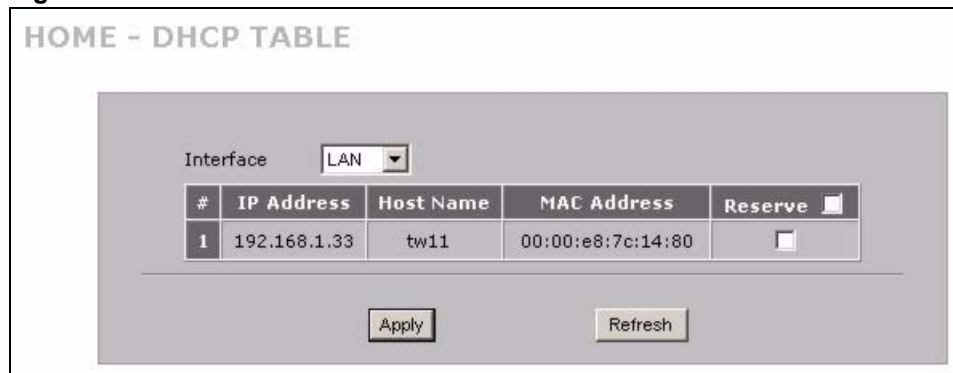 HOME - DHCP TABLE
Interface LAN
# IP Address Host Name MAC Address Reserve
1 192.168.1.33 tw11 00:00:e8:7c:14:80
Apply Refresh